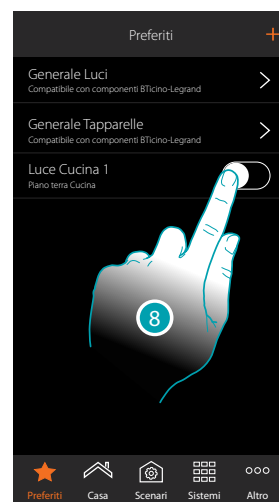 Preferiti
+
Generale Luci
Compatibile con componenti BTicino-Legrand
Generale Tapparelle
Compatibile con componenti BTicino-Legrand
Luce Cucina 1
Piano terra Cucina
8
Preferiti Casa Scenari Sistemi Altro